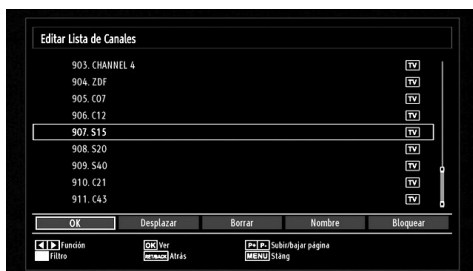 Editar Lista de Canales
903. CHANNEL 4 TV
904. ZDF TV
905. C07 TV
906. C12 TV
907. S15 TV
908. S20 TV
909. S40 TV
910. C21 TV
911. C43 TV
OK Desplazar Borrar Nombre Bloquear
Función OK Ver P+ P- Subir/bajar página
Filtro RET/BACK Atrás MENU Stäng